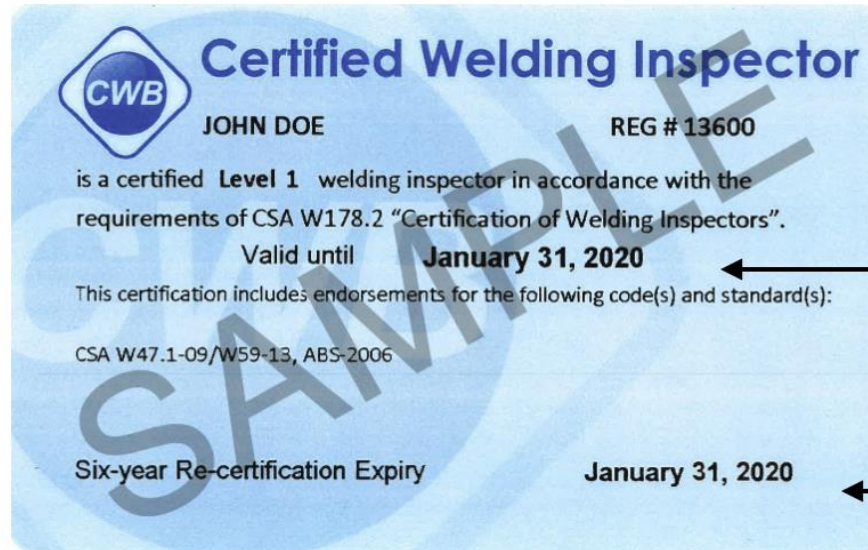 Certified Welding Inspector
CWB
JOHN DOE REG # 13600
is a certified Level 1 welding inspector in accordance with the
requirements of CSA W178.2 “Certification of Welding Inspectors”.
Valid until January 31, 2020
This certification includes endorsements for the following code(s) and standard(s):
CSA W47.1-09/W59-13, ABS-2006
Six-year Re-certification Expiry January 31, 2020
SAMPLE
CWB